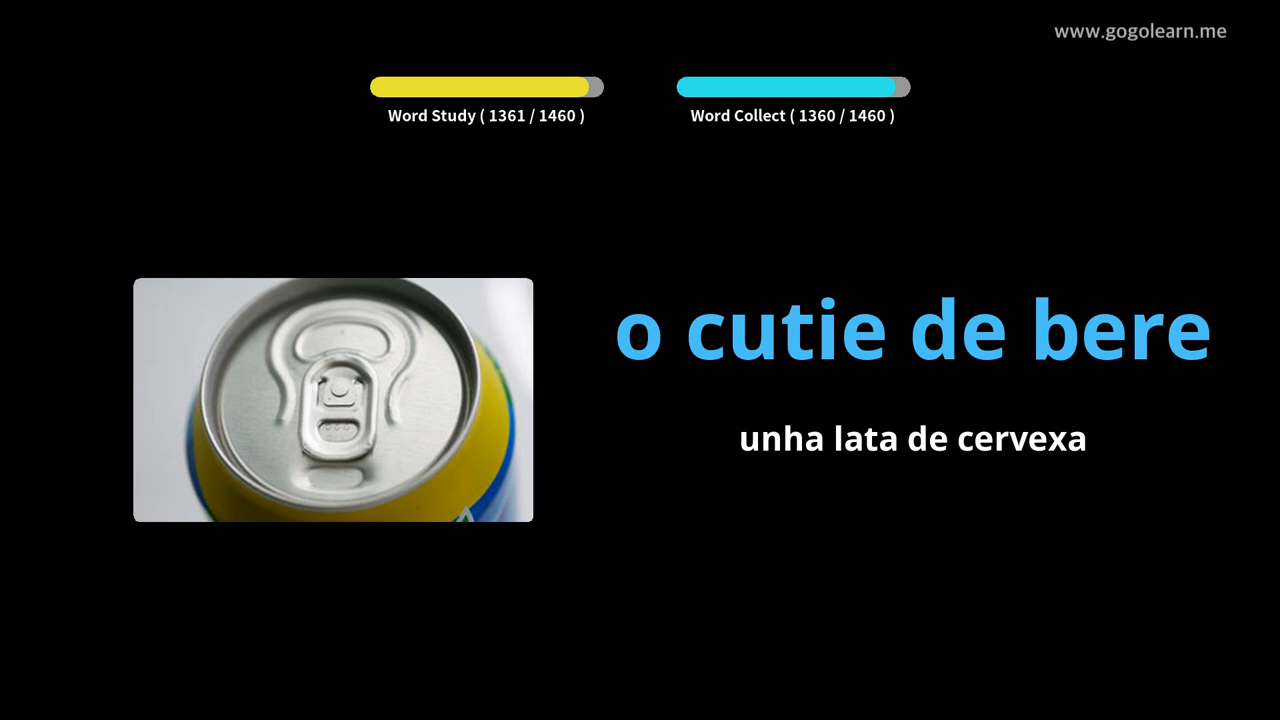 www.gogolearn.me
Word Study ( 1361 / 1460 )
Word Collect ( 1360 / 1460 )
o cutie de bere
unha lata de cervexa